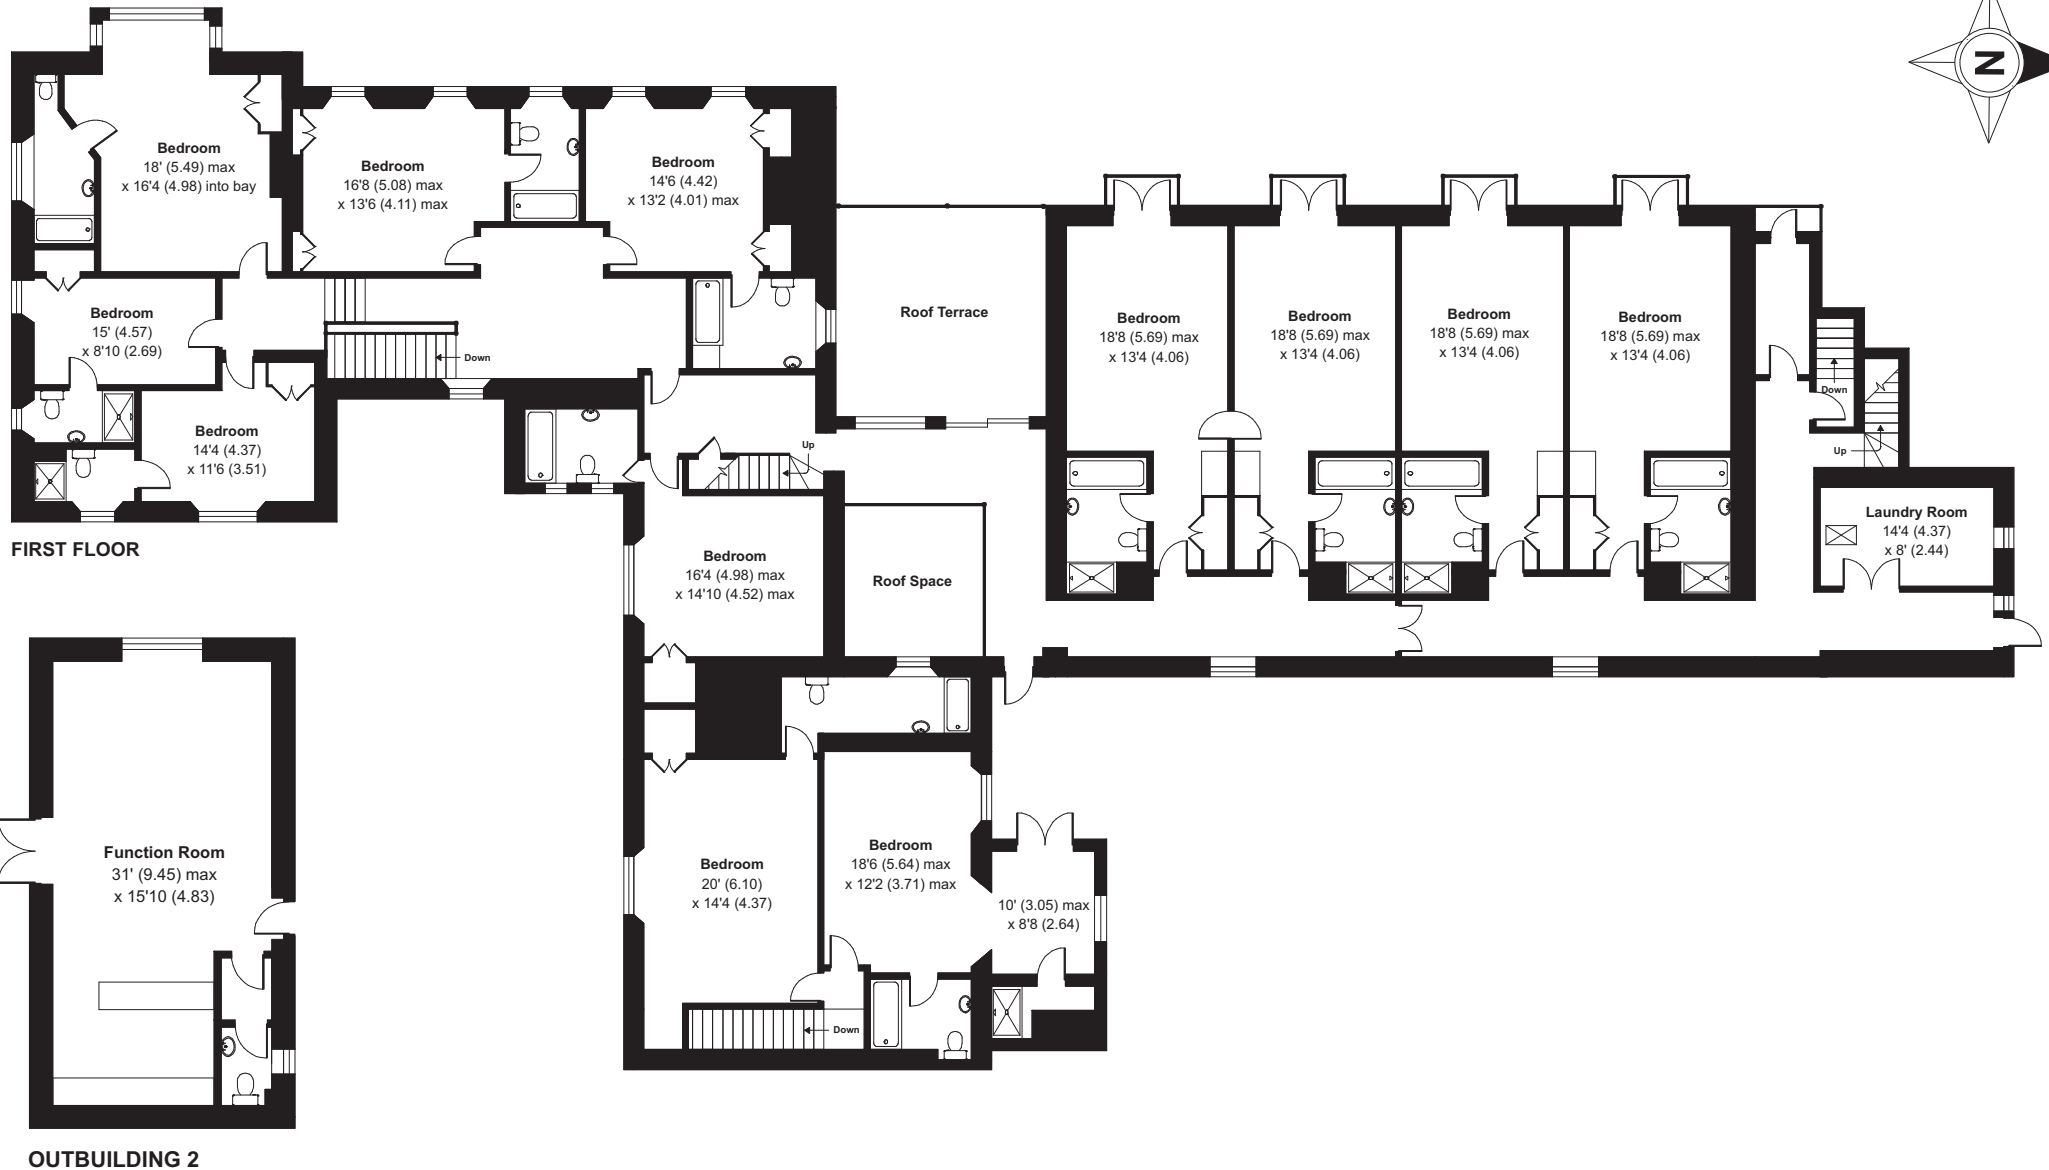 N
Bedroom
18' (5.49) max
x 16'4 (4.98) into bay
Bedroom
16'8 (5.08) max
x 13'6 (4.11) max
Bedroom
14'6 (4.42)
x 13'2 (4.01) max
Bedroom
15' (4.57)
x 8'10 (2.69)
Down
Bedroom
14'4 (4.37)
x 11'6 (3.51)
Roof Terrace
Bedroom
18'8 (5.69) max
x 13'4 (4.06)
Bedroom
18'8 (5.69) max
x 13'4 (4.06)
Bedroom
18'8 (5.69) max
x 13'4 (4.06)
Bedroom
18'8 (5.69) max
x 13'4 (4.06)
Down
Up
Up
Laundry Room
14'4 (4.37)
x 8' (2.44)
FIRST FLOOR
Bedroom
16'4 (4.98) max
x 14'10 (4.52) max
Roof Space
Function Room
31' (9.45) max
x 15'10 (4.83)
Bedroom
20' (6.10)
x 14'4 (4.37)
Bedroom
18'6 (5.64) max
x 12'2 (3.71) max
10' (3.05) max
x 8'8 (2.64)
Down
OUTBUILDING 2